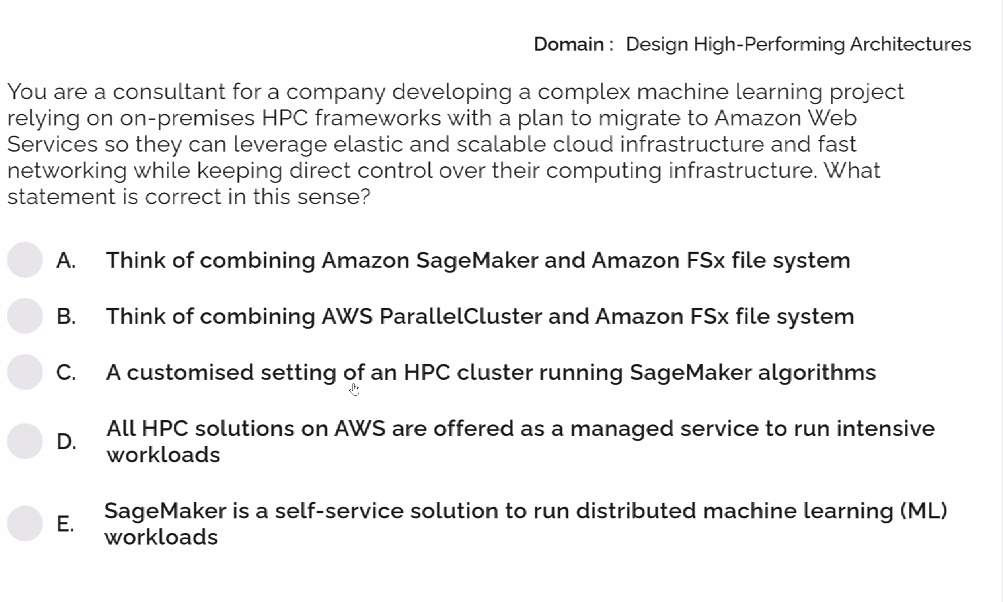 Domain : Design High-Performing Architectures
You are a consultant for a company developing a complex machine learning project
relying on on-premises HPC frameworks with a plan to migrate to Amazon Web
Services so they can leverage elastic and scalable cloud infrastructure and fast
networking while keeping direct control over their computing infrastructure. What
statement is correct in this sense?
A. Think of combining Amazon SageMaker and Amazon FSx file system
B. Think of combining AWS ParallelCluster and Amazon FSx file system
C. A customised setting of an HPC cluster running SageMaker algorithms
D. All HPC solutions on AWS are offered as a managed service to run intensive
workloads
E. SageMaker is a self-service solution to run distributed machine learning (ML)
workloads